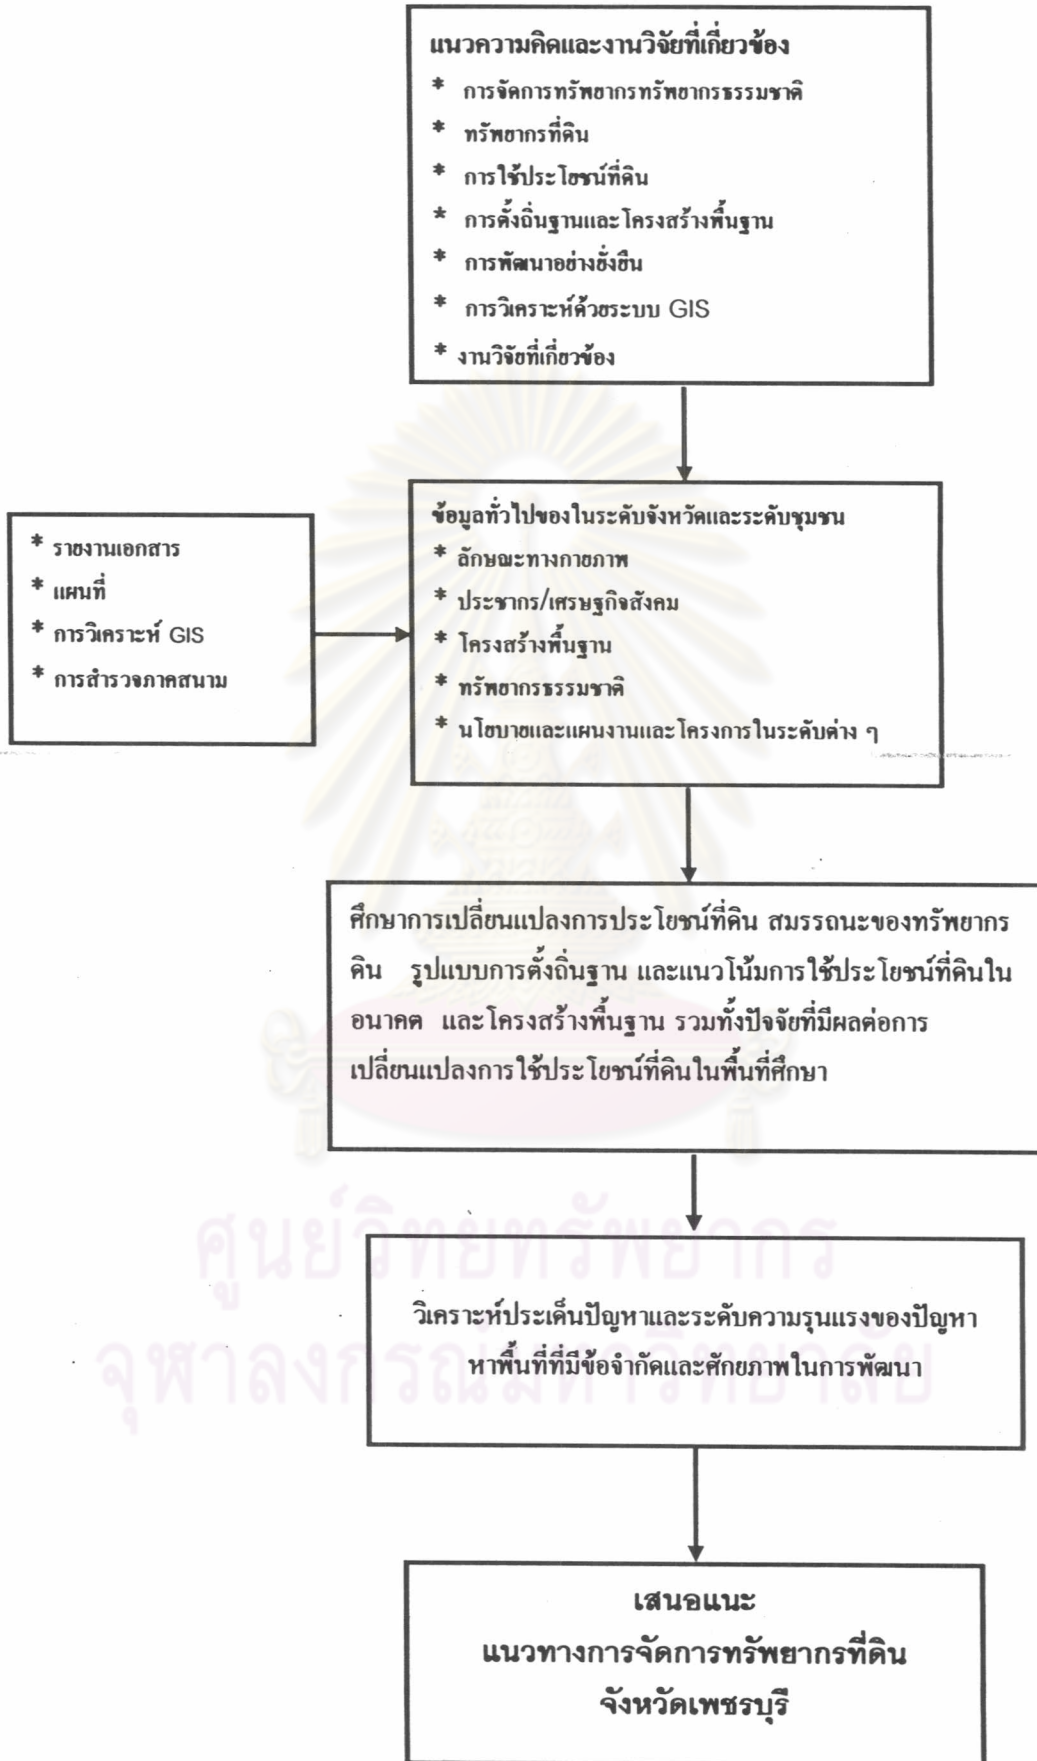 แนวความคิดและงานวิจัยที่เกี่ยวข้อง
* การจัดการทรัพยากรทรัพยากรธรรมชาติ
* ทรัพยากรที่ดิน
* การใช้ประโยชน์ที่ดิน
* การตั้งถิ่นฐานและโครงสร้างพื้นฐาน
* การพัฒนาอย่างยั่งยืน
* การวิเคราะห์ด้วยระบบ GIS
* งานวิจัยที่เกี่ยวข้อง
* รายงานเอกสาร
* แผนที่
* การวิเคราะห์ GIS
* การสำรวจภาคสนาม
ข้อมูลทั่วไปของในระดับจังหวัดและระดับชุมชน
* ลักษณะทางกายภาพ
* ประชากร/เศรษฐกิจสังคม
* โครงสร้างพื้นฐาน
* ทรัพยากรธรรมชาติ
* นโยบายและแผนงานและโครงการในระดับต่าง ๆ
ศึกษาการเปลี่ยนแปลงการประโยชน์ที่ดิน สมรรถนะของทรัพยากร
ดิน รูปแบบการตั้งถิ่นฐาน และแนวโน้มการใช้ประโยชน์ที่ดินใน
อนาคต และโครงสร้างพื้นฐาน รวมทั้งปัจจัยที่มีผลต่อการ
เปลี่ยนแปลงการใช้ประโยชน์ที่ดินในพื้นที่ศึกษา
ศูนย์วิทยทรัพยากร
จุฬาลงกรณ์มหาวิทยาลัย
วิเคราะห์ประเด็นปัญหาและระดับความรุนแรงของปัญหา
หาพื้นที่ที่มีข้อจำกัดและศักยภาพในการพัฒนา
เสนอแนะ
แนวทางการจัดการทรัพยากรที่ดิน
จังหวัดเพชรบุรี